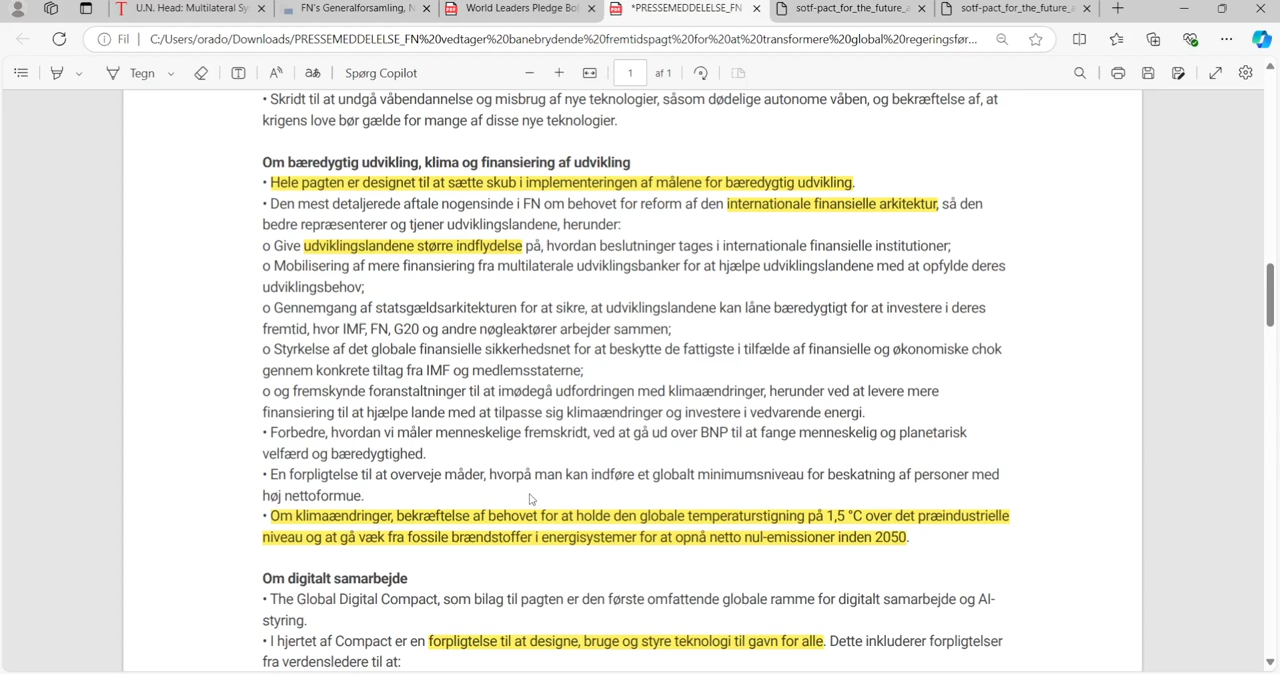 U.N. Head: Multilateral Sy
FN's Generalforsamling, N
World Leaders Pledge Bol
*PRESSEMEDDELELSE_FN
sotf-pact_for_the_future_a
sotf-pact_for_the_future_a
Fil | C:/Users/orado/Downloads/PRESSEMEDDELELSE_FN%20vedtager%20banebrydende%20fremtidspagt%20for%20at%20transformere%20global%20regeringsfør...
Tegn
aあ
Spørg Copilot
1 af 1
• Skridt til at undgå våbendannelse og misbrug af nye teknologier, såsom dødelige autonome våben, og bekræftelse af, at
krigens love bør gælde for mange af disse nye teknologier.
Om bæredygtig udvikling, klima og finansiering af udvikling
• Hele pagten er designet til at sætte skub i implementeringen af målene for bæredygtig udvikling.
• Den mest detaljerede aftale nogensinde i FN om behovet for reform af den internationale finansielle arkitektur, så den
bedre repræsenterer og tjener udviklingslandene, herunder:
o Give udviklingslandene større indflydelse på, hvordan beslutninger tages i internationale finansielle institutioner;
o Mobilisering af mere finansiering fra multilaterale udviklingsbanker for at hjælpe udviklingslandene med at opfylde deres
udviklingsbehov;
o Gennemgang af statsgældsarkitekturen for at sikre, at udviklingslandene kan låne bæredygtigt for at investere i deres
fremtid, hvor IMF, FN, G20 og andre nøgleaktører arbejder sammen;
o Styrkelse af det globale finansielle sikkerhedsnet for at beskytte de fattigste i tilfælde af finansielle og økonomiske chok
gennem konkrete tiltag fra IMF og medlemsstaterne;
o og fremskynde foranstaltninger til at imødegå udfordringen med klimaændringer, herunder ved at levere mere
finansiering til at hjælpe lande med at tilpasse sig klimaændringer og investere i vedvarende energi.
• Forbedre, hvordan vi måler menneskelige fremskridt, ved at gå ud over BNP til at fange menneskelig og planetarisk
velfærd og bæredygtighed.
• En forpligtelse til at overveje måder, hvorpå man kan indføre et globalt minimumsniveau for beskatning af personer med
høj nettoformue.
• Om klimaændringer, bekræftelse af behovet for at holde den globale temperaturstigning på 1,5 °C over det præindustrielle
niveau og at gå væk fra fossile brændstoffer i energisystemer for at opnå netto nul-emissioner inden 2050.
Om digitalt samarbejde
• The Global Digital Compact, som bilag til pagten er den første omfattende globale ramme for digitalt samarbejde og AI-
styring.
• I hjertet af Compact er en forpligtelse til at designe, bruge og styre teknologi til gavn for alle. Dette inkluderer forpligtelser
fra verdensledere til at: